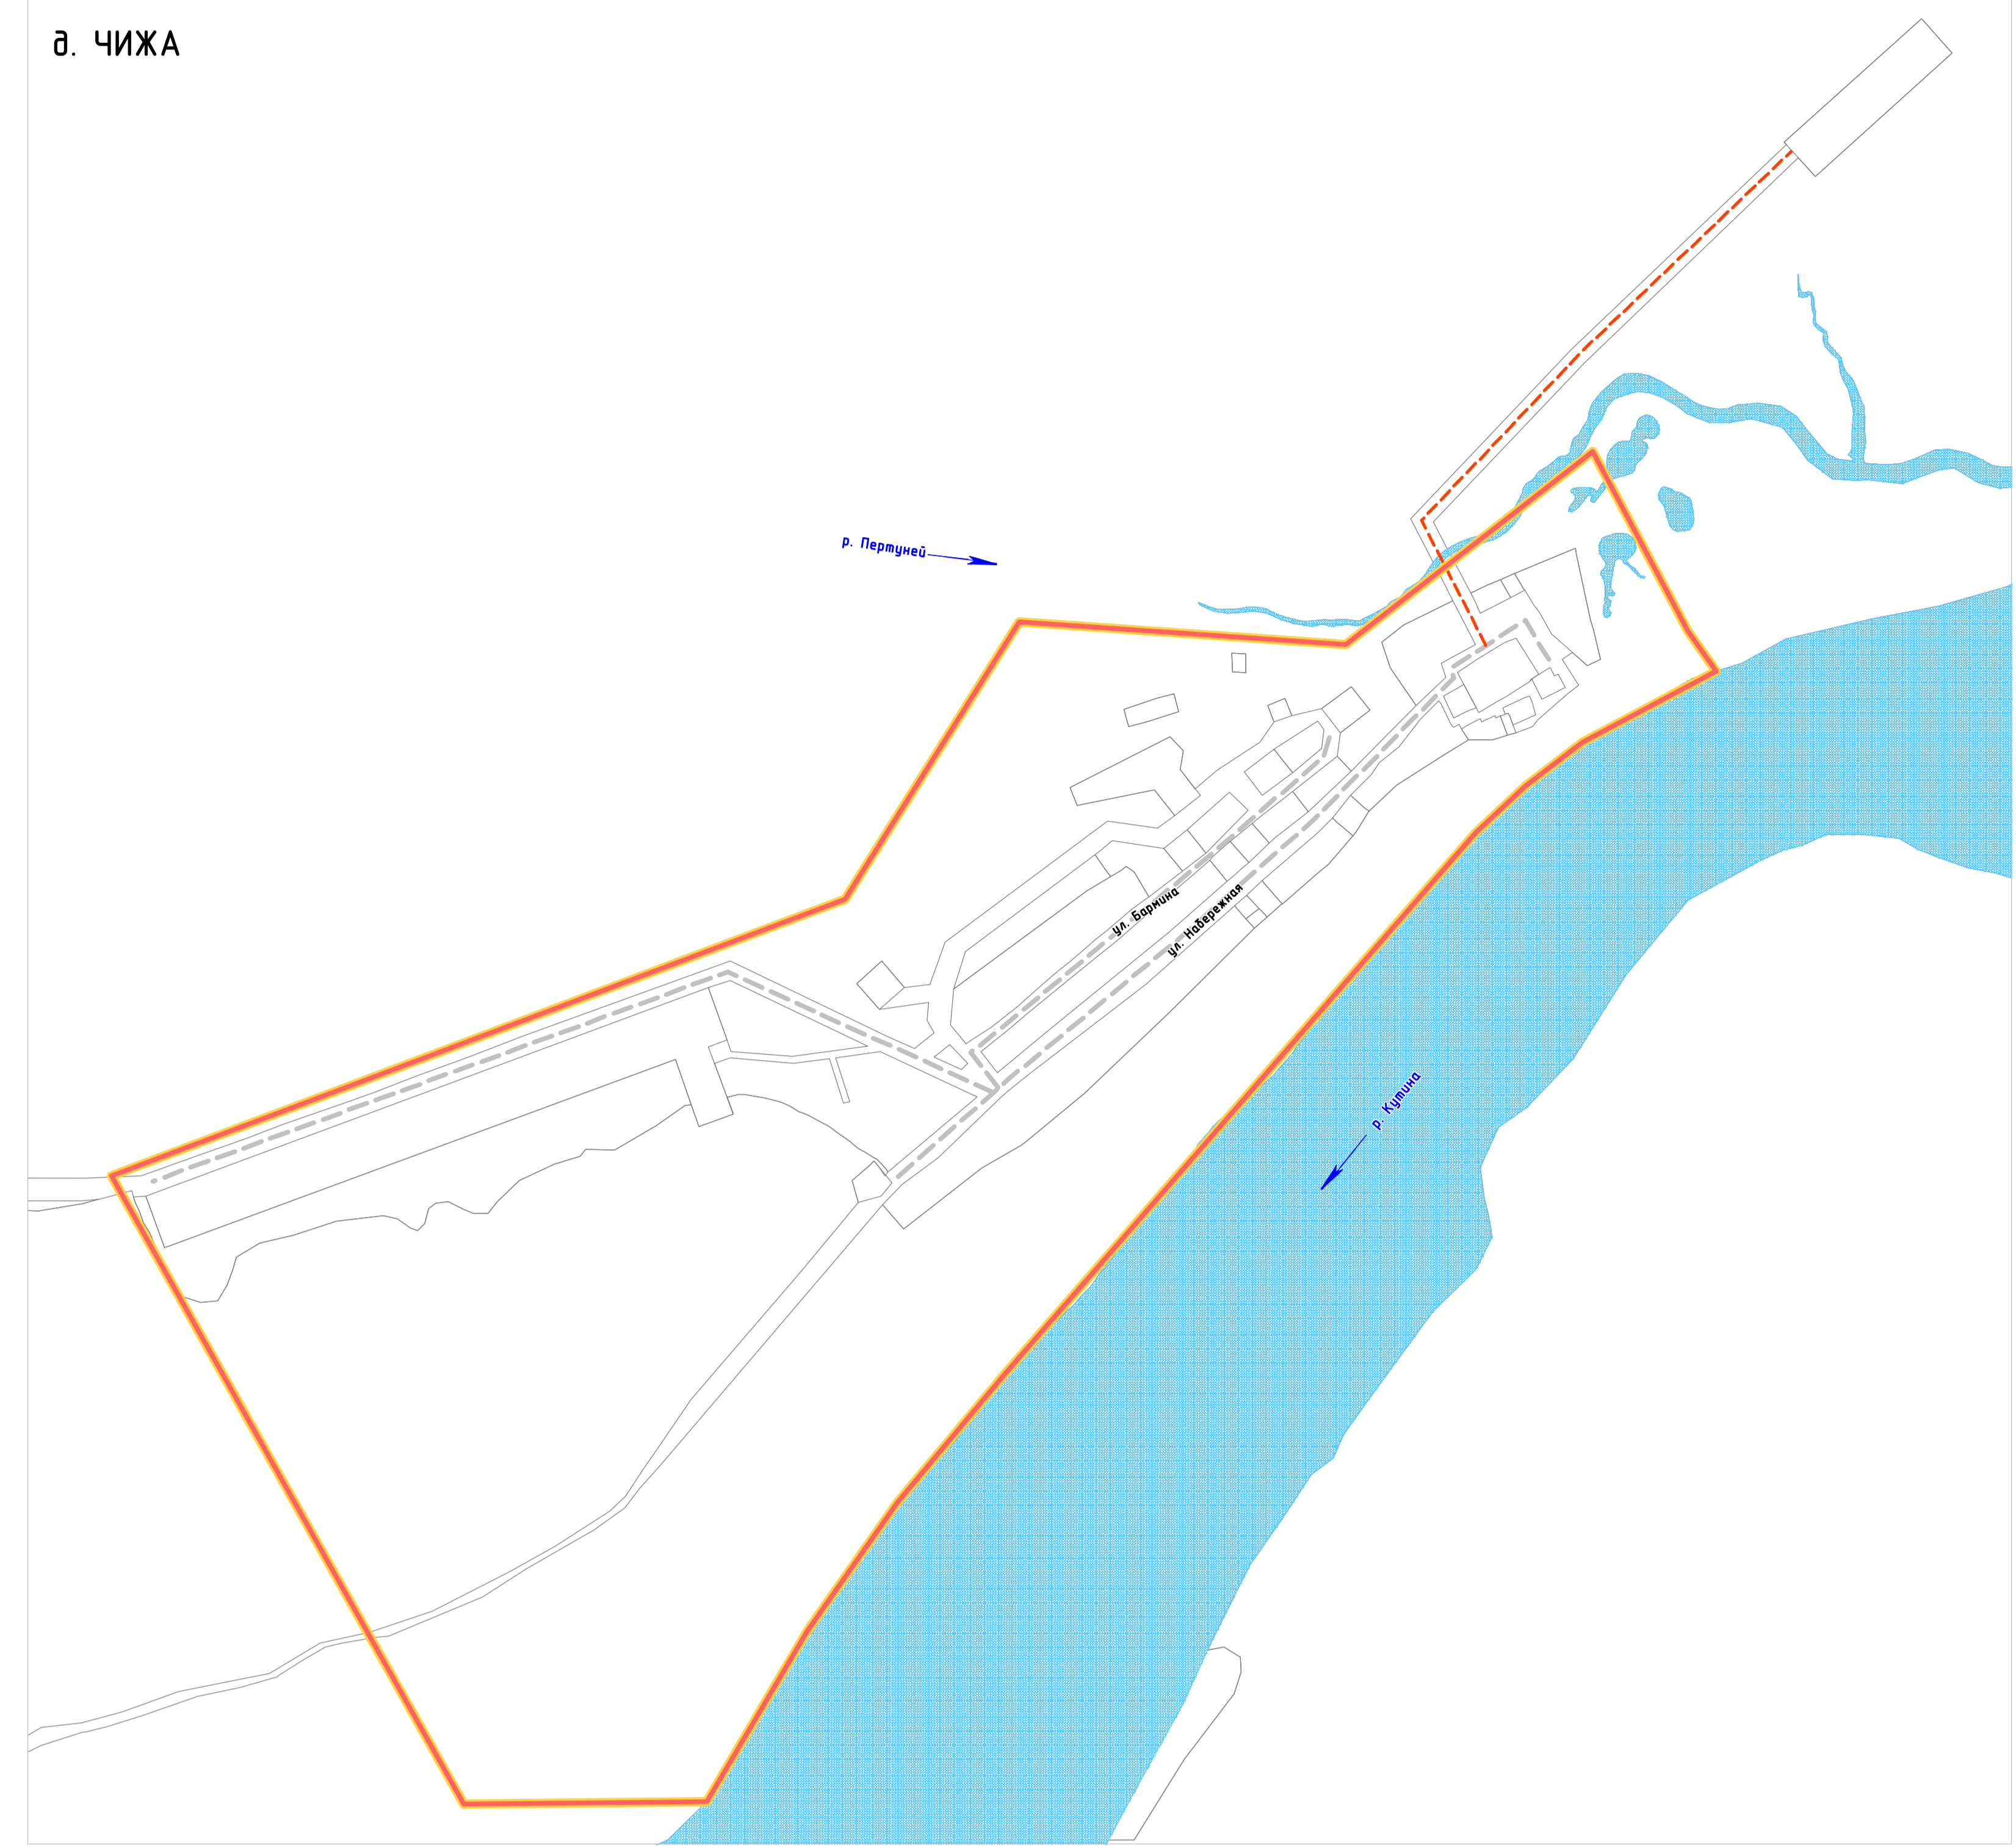 д. ЧИЖА
р. Пертуней
ул. Бармина
ул. Набережная
р. Кутина